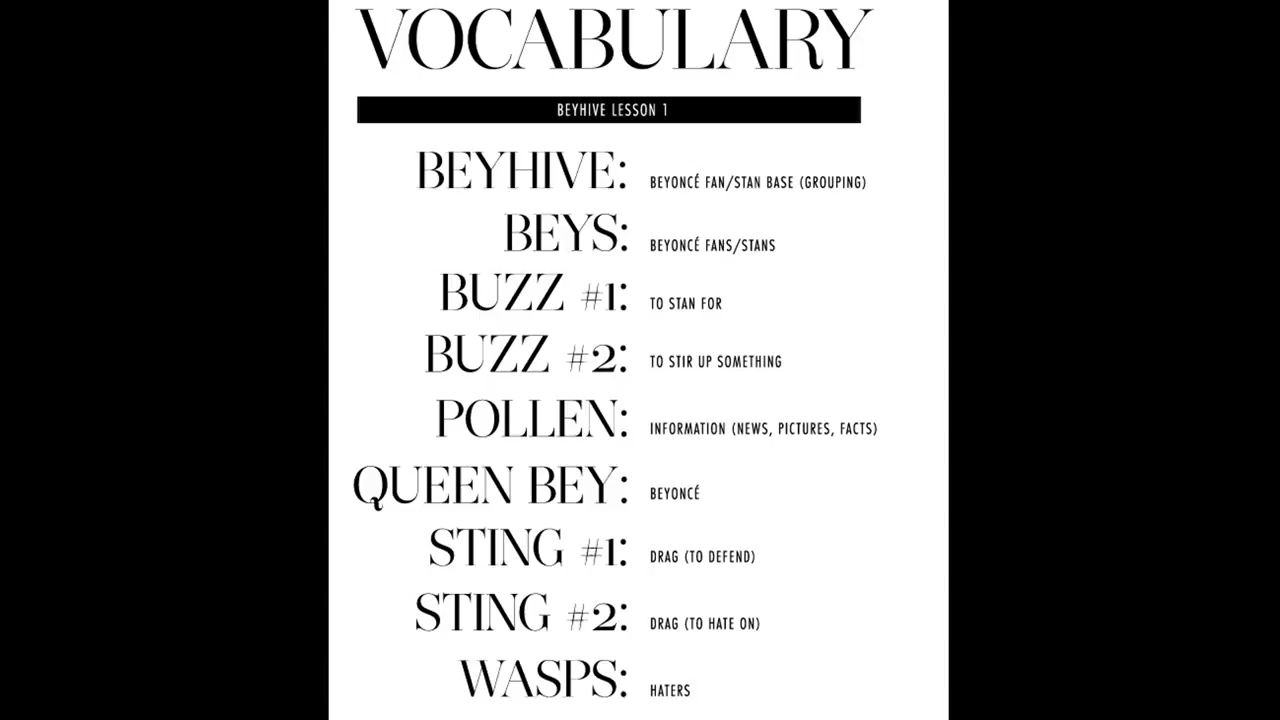 VOCABULARY
BEYHIVE LESSON 1
BEYHIVE: BEYONCÉ FAN/STAN BASE (GROUPING)
BEYS: BEYONCÉ FANS/STANS
BUZZ #1: TO STAN FOR
BUZZ #2: TO STIR UP SOMETHING
POLLEN: INFORMATION (NEWS, PICTURES, FACTS)
QUEEN BEY: BEYONCÉ
STING #1: DRAG (TO DEFEND)
STING #2: DRAG (TO HATE ON)
WASPS: HATERS